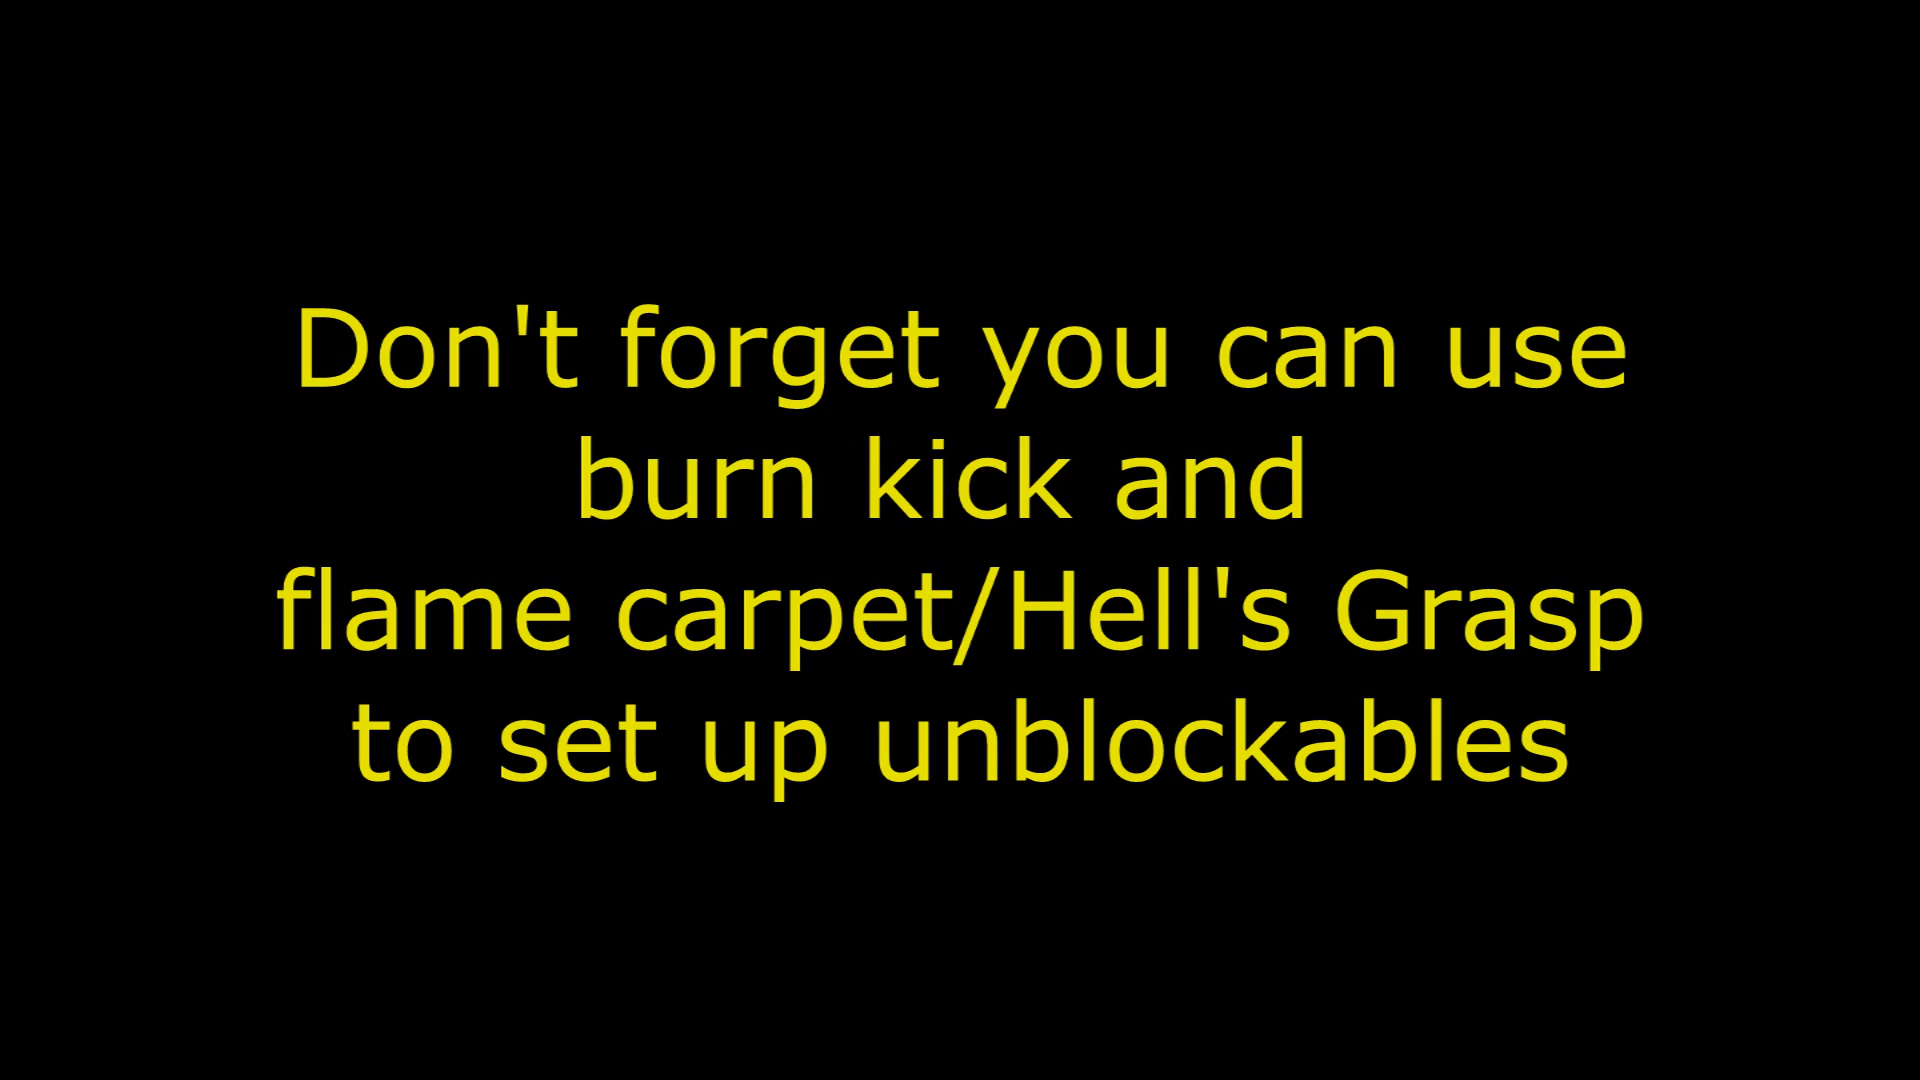 Don't forget you can use
burn kick and
flame carpet/Hell's Grasp
to set up unblockables